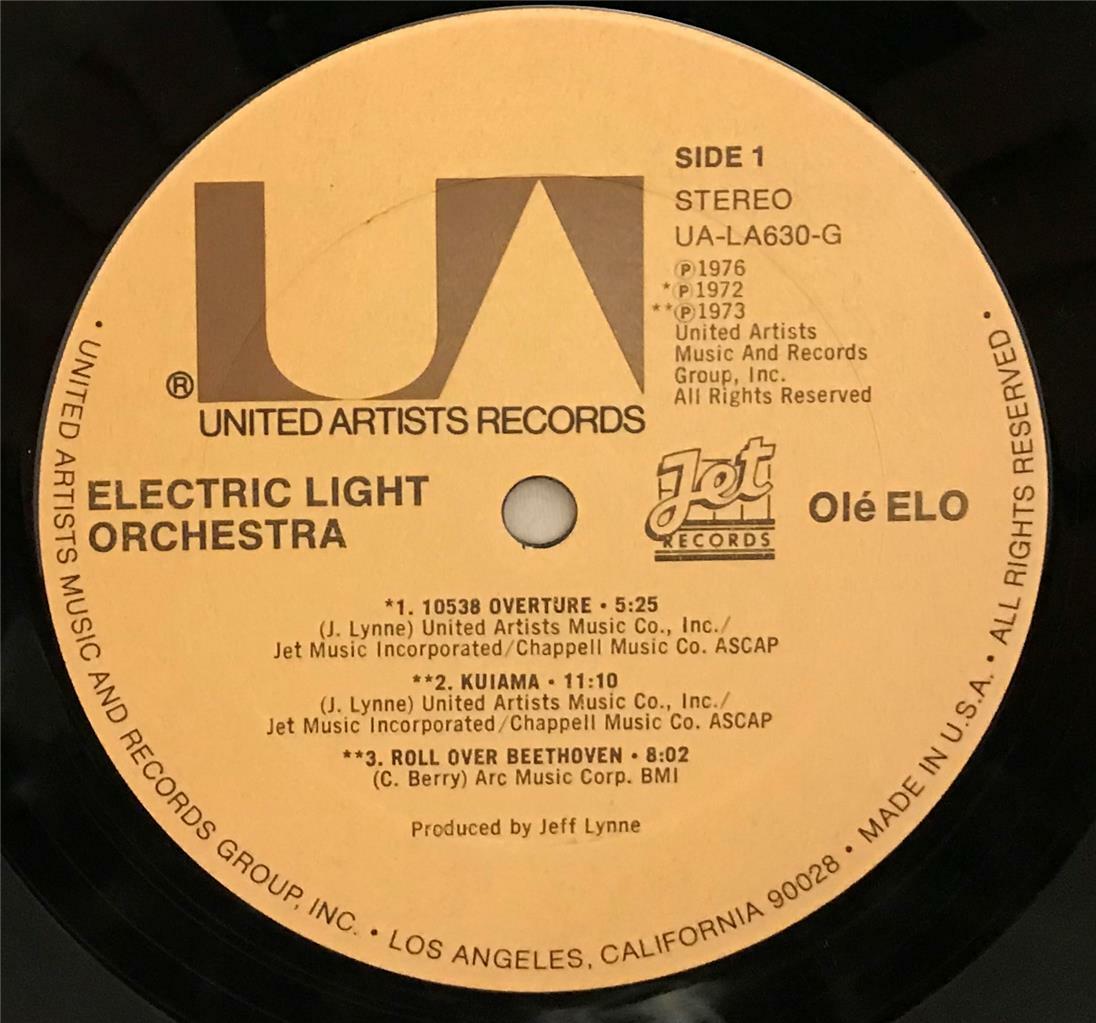 UA
®
UNITED ARTISTS RECORDS
SIDE 1
STEREO
UA-LA630-G
℗1976
*℗1972
**℗1973
United Artists
Music And Records
Group, Inc.
All Rights Reserved
ELECTRIC LIGHT
ORCHESTRA
Jet
RECORDS
Olé ELO
*1. 10538 OVERTURE • 5:25
(J. Lynne) United Artists Music Co., Inc./
Jet Music Incorporated/Chappell Music Co. ASCAP
**2. KUIAMA • 11:10
(J. Lynne) United Artists Music Co., Inc./
Jet Music Incorporated/Chappell Music Co. ASCAP
**3. ROLL OVER BEETHOVEN • 8:02
(C. Berry) Arc Music Corp. BMI
Produced by Jeff Lynne
• UNITED ARTISTS MUSIC AND RECORDS GROUP, INC. • LOS ANGELES, CALIFORNIA 90028 • MADE IN U.S.A. • ALL RIGHTS RESERVED •